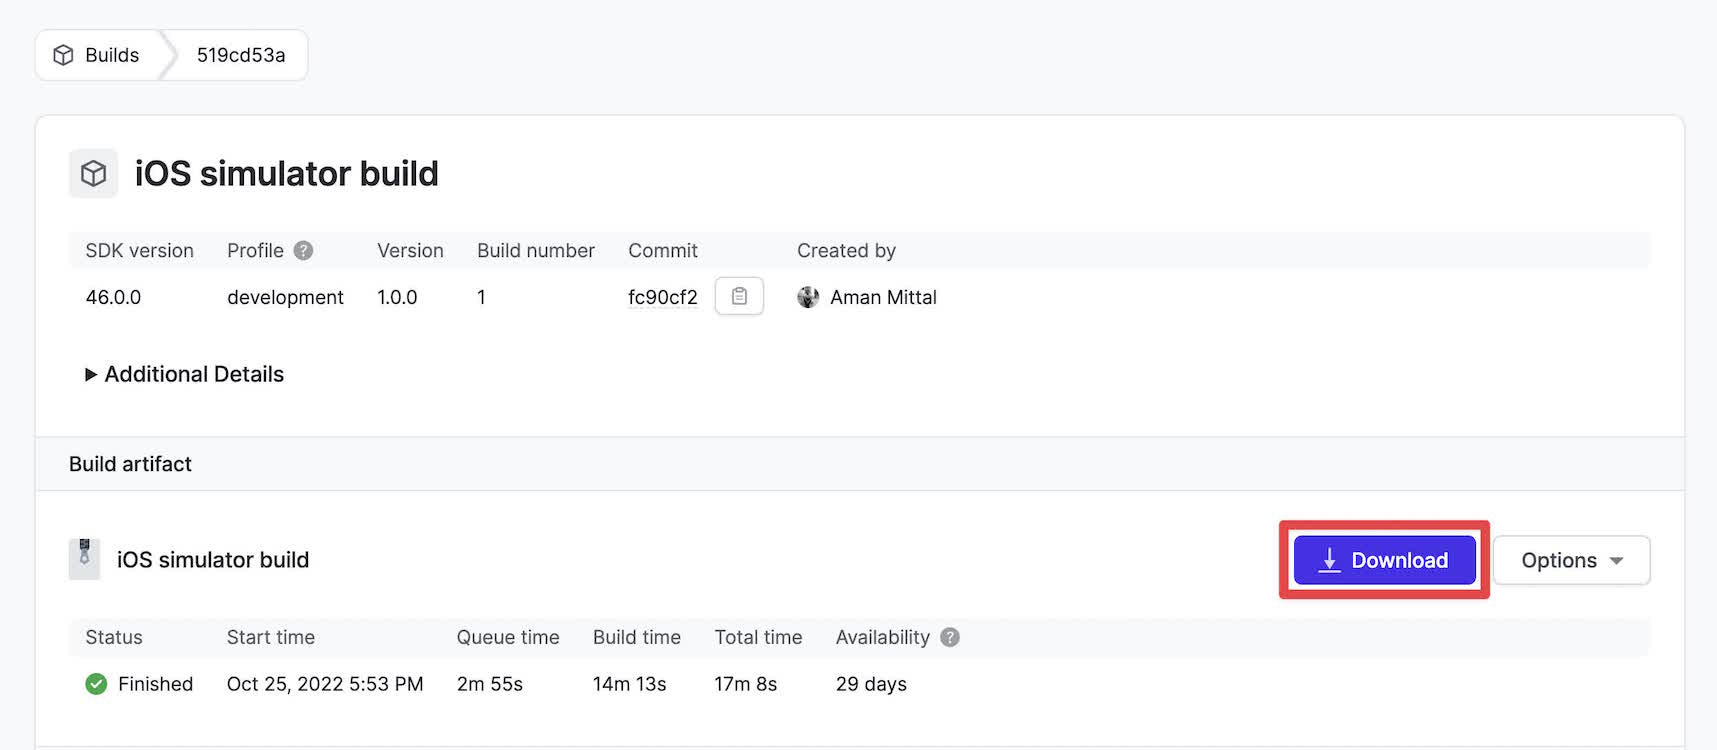 Builds 519cd53a
iOS simulator build
SDK version Profile ? Version Build number Commit Created by
46.0.0 development 1.0.0 1 fc90cf2 Aman Mittal
Additional Details
Build artifact
iOS simulator build Download Options
Status Start time Queue time Build time Total time Availability ?
Finished Oct 25, 2022 5:53 PM 2m 55s 14m 13s 17m 8s 29 days